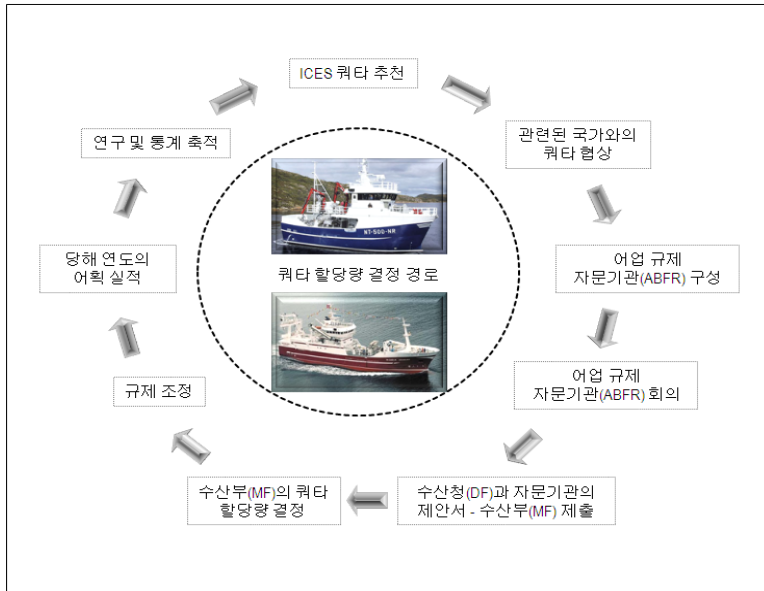 ICES 쿼타 추천
관련된 국가와의
쿼타 협상
어업 규제
자문기관(ABFR) 구성
어업 규제
자문기관(ABFR) 회의
수산청(DF)과 자문기관의
제안서 - 수산부(MF) 제출
수산부(MF)의 쿼타
할당량 결정
규제 조정
당해 연도의
어획 실적
연구 및 통계 축적
NT-500-NR
쿼타 할당량 결정 경로